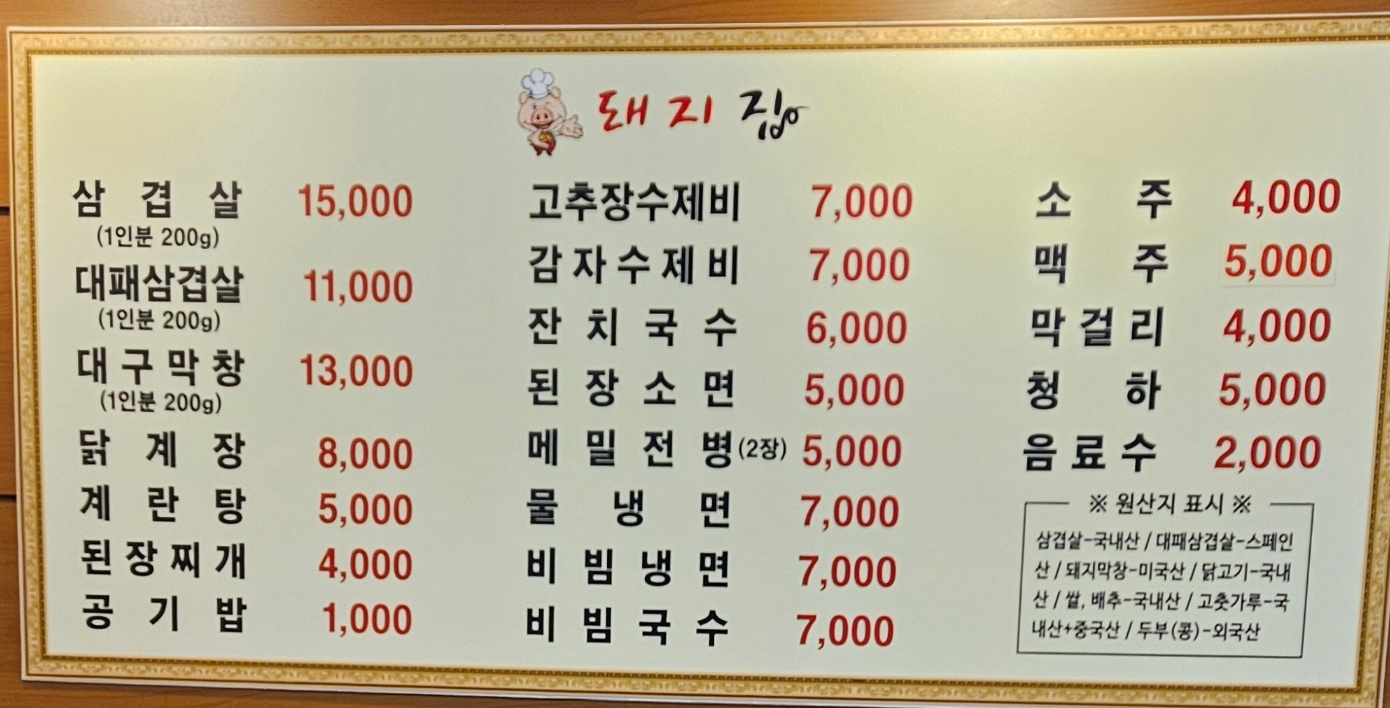 돼지집
삼겹살 15,000
(1인분 200g)
대패삼겹살 11,000
(1인분 200g)
대구막창 13,000
(1인분 200g)
닭계장 8,000
계란탕 5,000
된장찌개 4,000
공기밥 1,000
고추장수제비 7,000
감자수제비 7,000
잔치국수 6,000
된장소면 5,000
메밀전병(2장) 5,000
물냉면 7,000
비빔냉면 7,000
비빔국수 7,000
소주 4,000
맥주 5,000
막걸리 4,000
청하 5,000
음료수 2,000
※ 원산지 표시 ※
삼겹살-국내산 / 대패삼겹살-스페인
산 / 돼지막창-미국산 / 닭고기-국내
산 / 쌀, 배추-국내산 / 고춧가루-국
내산+중국산 / 두부(콩)-외국산